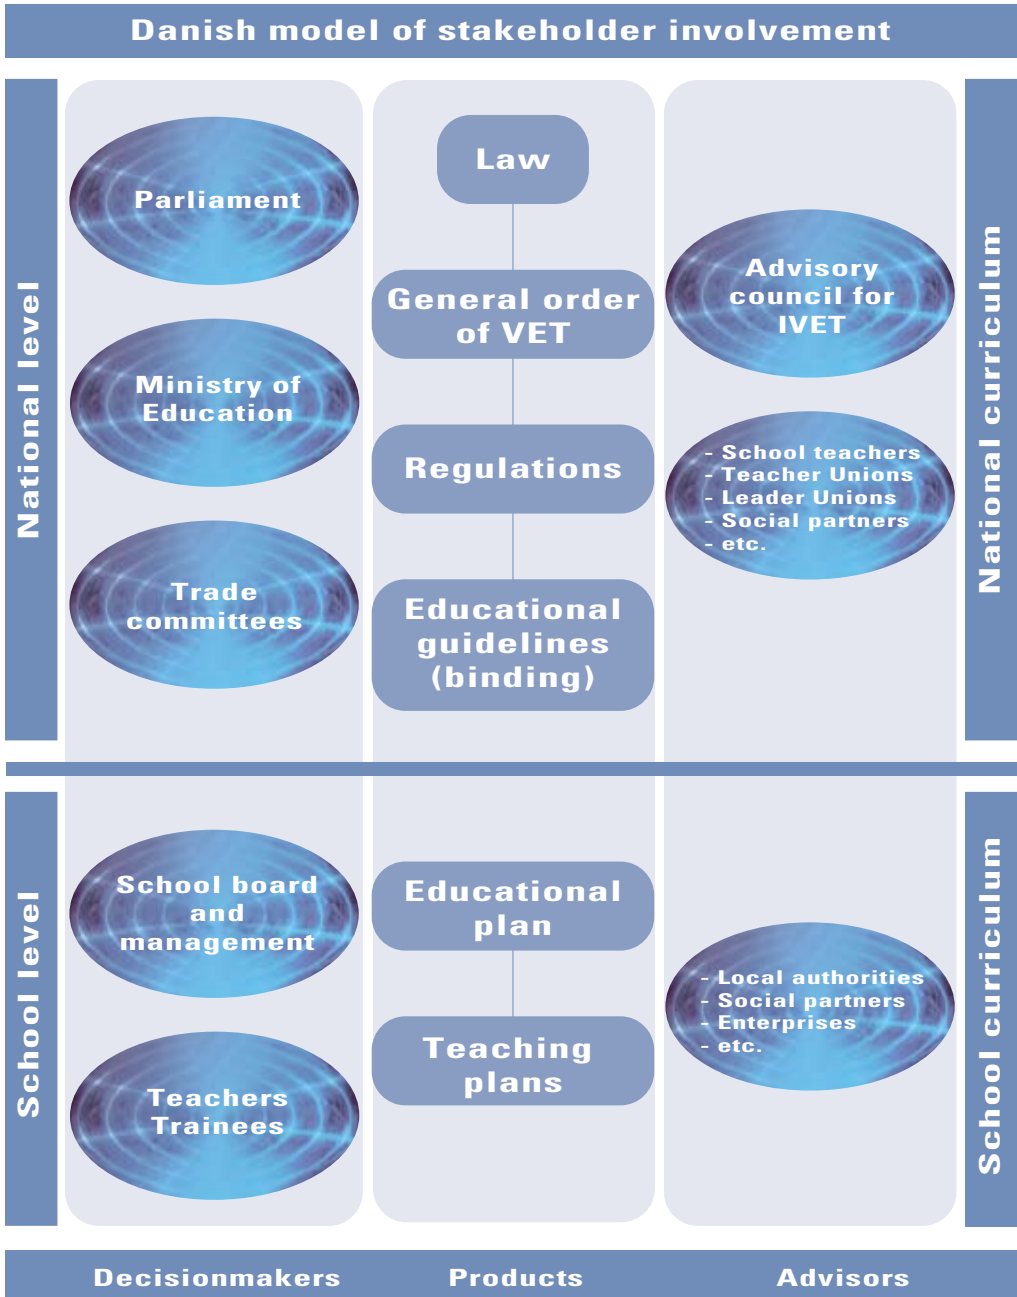 Danish model of stakeholder involvement
National level
Parliament
Ministry of
Education
Trade
committees
Law
General order
of VET
Regulations
Educational
guidelines
(binding)
Advisory
council for
IVET
- School teachers
- Teacher Unions
- Leader Unions
- Social partners
- etc.
National curriculum
School level
School board
and
management
Teachers
Trainees
Educational
plan
Teaching
plans
- Local authorities
- Social partners
- Enterprises
- etc.
School curriculum
Decisionmakers
Products
Advisors